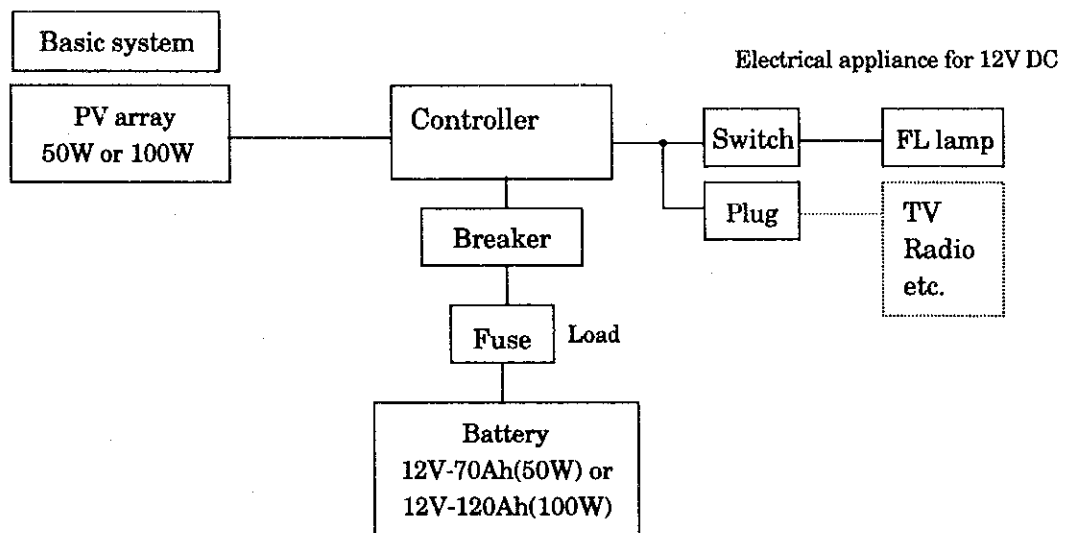 Basic system
Electrical appliance for 12V DC
PV array
50W or 100W
Controller
Switch
FL lamp
Plug
TV
Radio
etc.
Breaker
Fuse
Load
Battery
12V-70Ah(50W) or
12V-120Ah(100W)